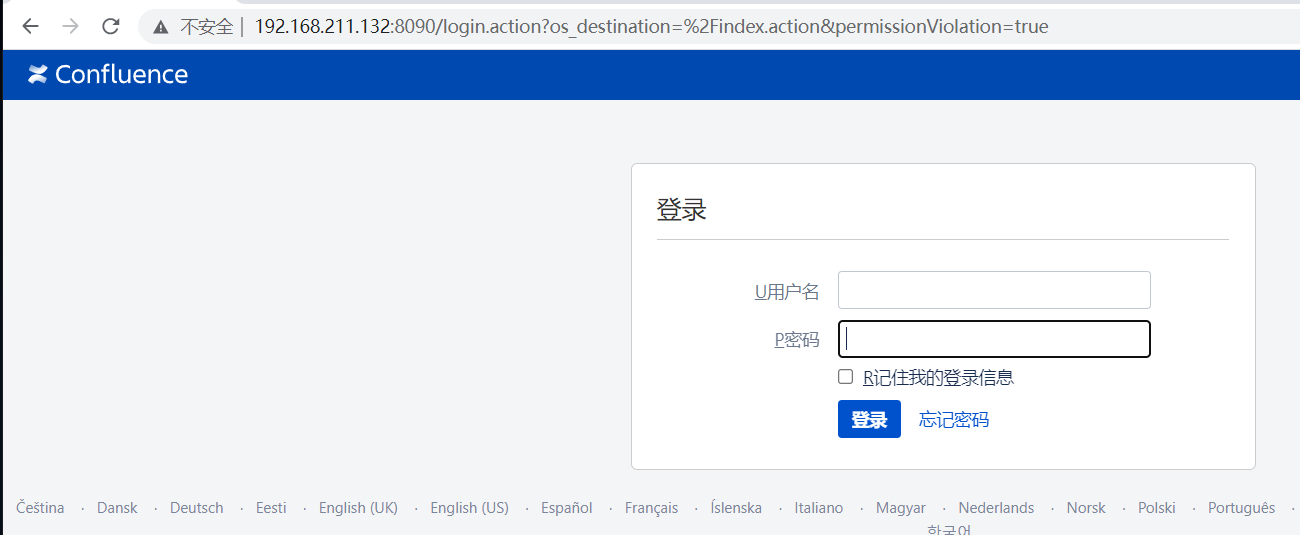 不安全 | 192.168.211.132:8090/login.action?os_destination=%2Findex.action&permissionViolation=true
Confluence
登录
U用户名
P密码
R记住我的登录信息
登录 忘记密码
Čeština · Dansk · Deutsch · Eesti · English (UK) · English (US) · Español · Français · Íslenska · Italiano · Magyar · Nederlands · Norsk · Polski · Português ·
한국어